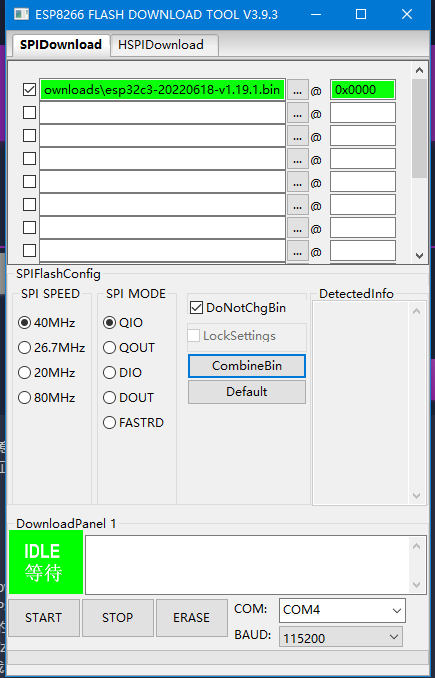 ESP8266 FLASH DOWNLOAD TOOL V3.9.3
SPIDownload HSPIDownload
ownloads\esp32c3-20220618-v1.19.1.bin ... @ 0x0000
... @
... @
... @
... @
... @
... @
... @
SPIFlashConfig
SPI SPEED
40MHz
26.7MHz
20MHz
80MHz
SPI MODE
QIO
QOUT
DIO
DOUT
FASTRD
DoNotChgBin
LockSettings
CombineBin
Default
DetectedInfo
DownloadPanel 1
IDLE
等待
START STOP ERASE
COM: COM4
BAUD: 115200